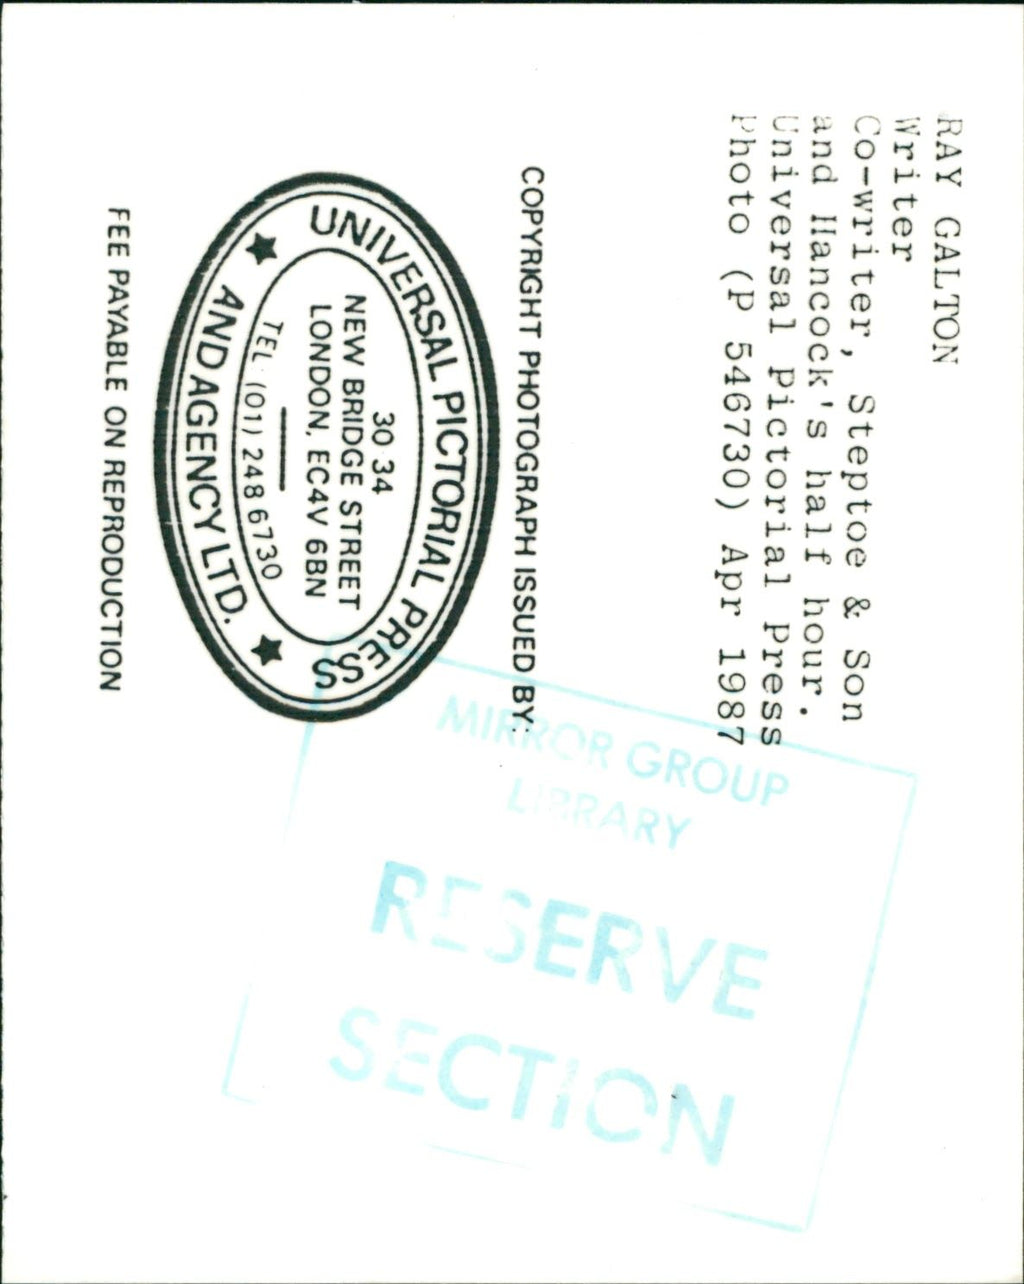 RAY GALTON
Writer
Co-writer, Steptoe & Son
and Hancock's half hour.
Universal Pictorial Press
Photo (P 546730) Apr 1987
COPYRIGHT PHOTOGRAPH ISSUED BY:
UNIVERSAL PICTORIAL PRESS
30-34
NEW BRIDGE STREET
LONDON, EC4V 6BN
TEL: (01) 248 6730
AND AGENCY LTD.
FEE PAYABLE ON REPRODUCTION
MIRROR GROUP
LIBRARY
RESERVE
SECTION